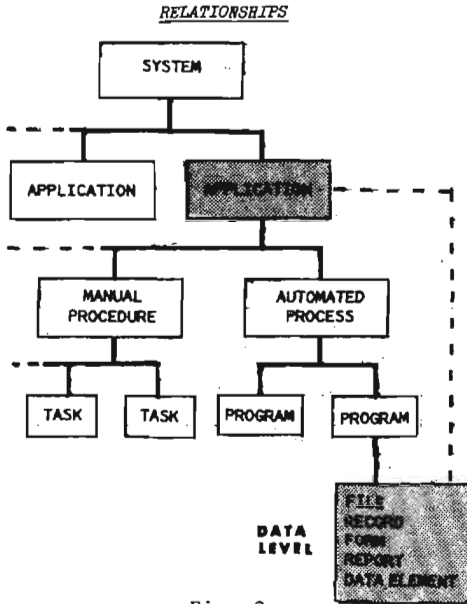 RELATIONSHIPS
SYSTEM
APPLICATION
APPLICATION
MANUAL
PROCEDURE
AUTOMATED
PROCESS
TASK
TASK
PROGRAM
PROGRAM
DATA
LEVEL
FILE
RECORD
FORM
REPORT
DATA ELEMENT